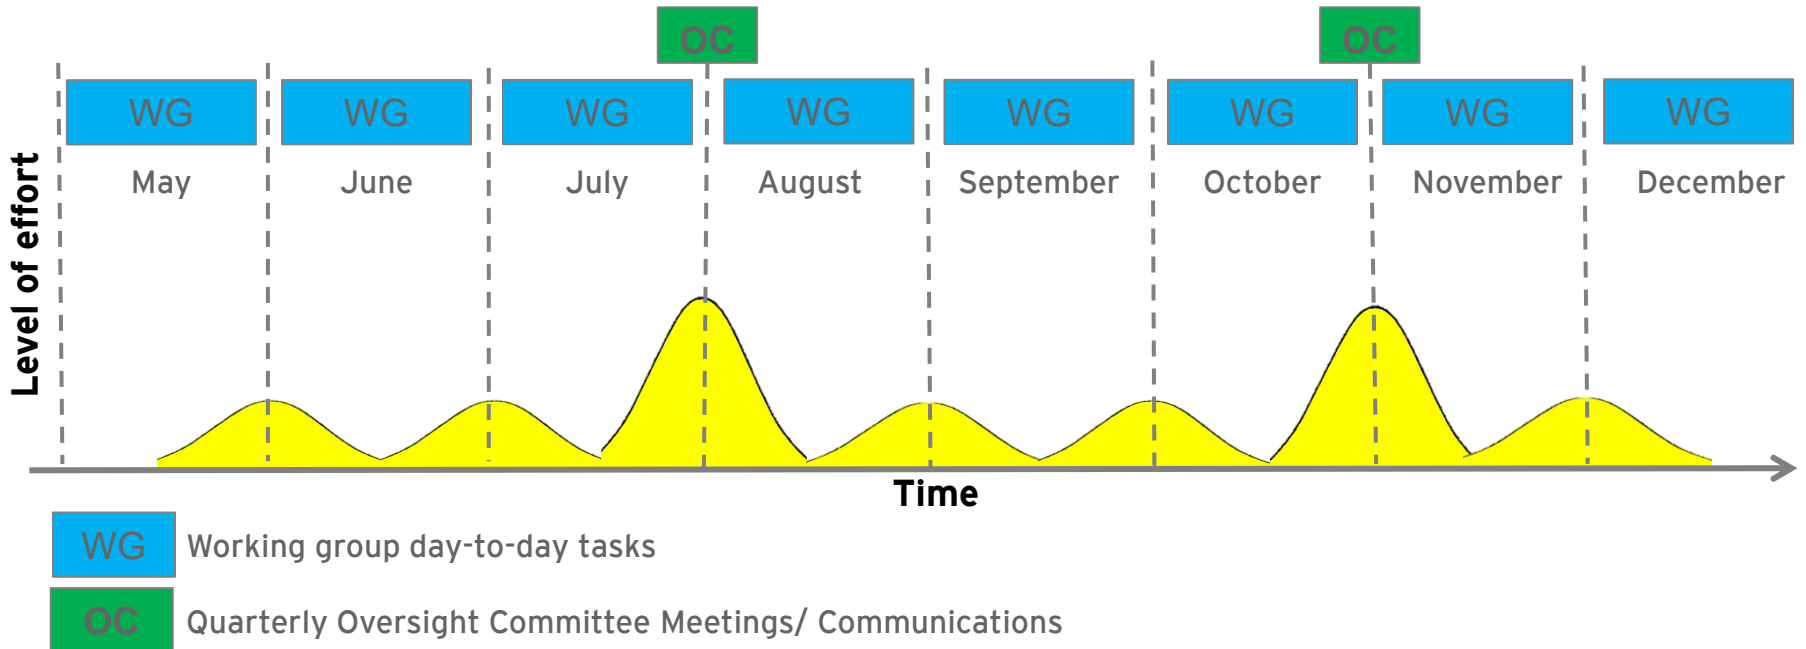 OC OC
WG WG WG WG WG WG WG WG
May June July August September October November December
Level of effort
Time
WG Working group day-to-day tasks
OC Quarterly Oversight Committee Meetings/ Communications